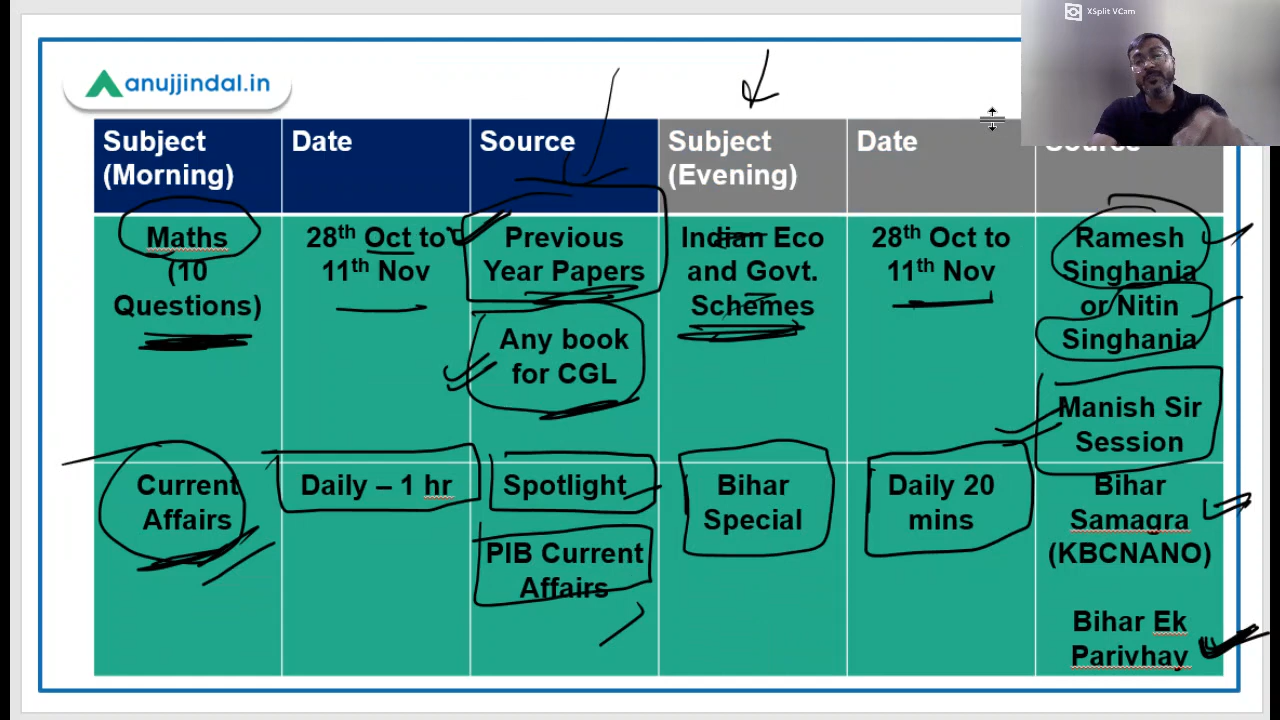 XSplit VCam
anujjindal.in
Subject
(Morning)
Date
Source
Subject
(Evening)
Date
Source
Maths
(10
Questions)
28th Oct to
11th Nov
Previous
Year Papers
Any book
for CGL
Indian Eco
and Govt.
Schemes
28th Oct to
11th Nov
Ramesh
Singhania
or Nitin
Singhania
Manish Sir
Session
Current
Affairs
Daily – 1 hr
Spotlight
PIB Current
Affairs
Bihar
Special
Daily 20
mins
Bihar
Samagra
(KBCNANO)
Bihar Ek
Parivhay